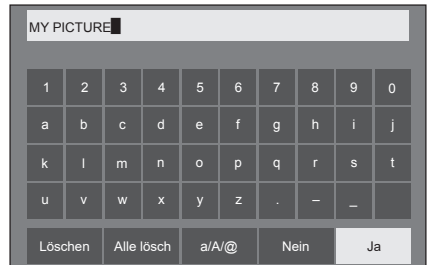 MY PICTURE
1 2 3 4 5 6 7 8 9 0
a b c d e f g h i j
k l m n o p q r s t
u v w x y z . – _
Löschen Alle lösch a/A/@ Nein Ja